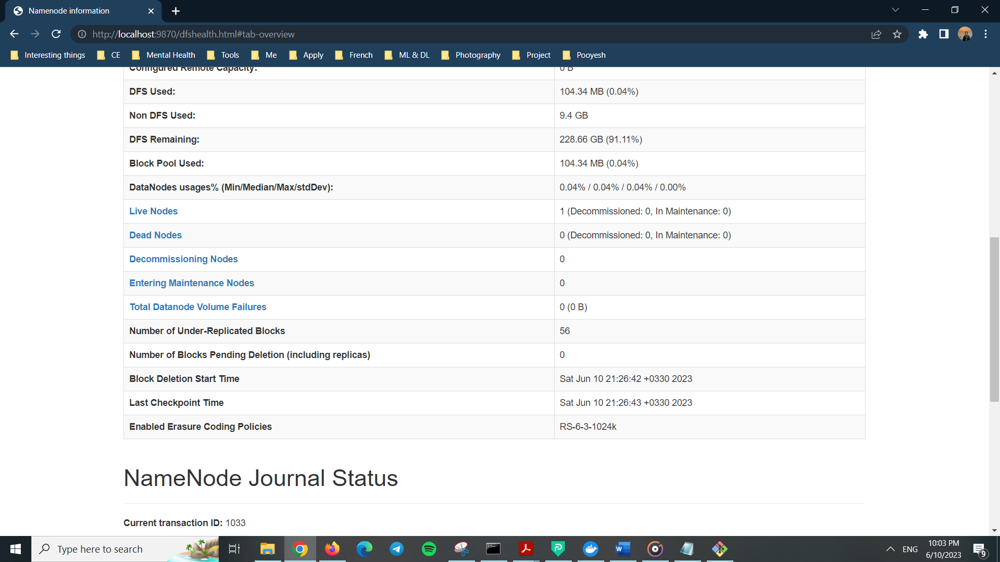 Namenode information
http://localhost:9870/dfshealth.html#tab-overview
Interesting things CE Mental Health Tools Me Apply French ML & DL Photography Project Pooyesh
Configured Remote Capacity: 0 B
DFS Used: 104.34 MB (0.04%)
Non DFS Used: 9.4 GB
DFS Remaining: 228.66 GB (91.11%)
Block Pool Used: 104.34 MB (0.04%)
DataNodes usages% (Min/Median/Max/stdDev): 0.04% / 0.04% / 0.04% / 0.00%
Live Nodes 1 (Decommissioned: 0, In Maintenance: 0)
Dead Nodes 0 (Decommissioned: 0, In Maintenance: 0)
Decommissioning Nodes 0
Entering Maintenance Nodes 0
Total Datanode Volume Failures 0 (0 B)
Number of Under-Replicated Blocks 56
Number of Blocks Pending Deletion (including replicas) 0
Block Deletion Start Time Sat Jun 10 21:26:42 +0330 2023
Last Checkpoint Time Sat Jun 10 21:26:43 +0330 2023
Enabled Erasure Coding Policies RS-6-3-1024k
NameNode Journal Status
Current transaction ID: 1033
Type here to search
ENG
10:03 PM
6/10/2023
9